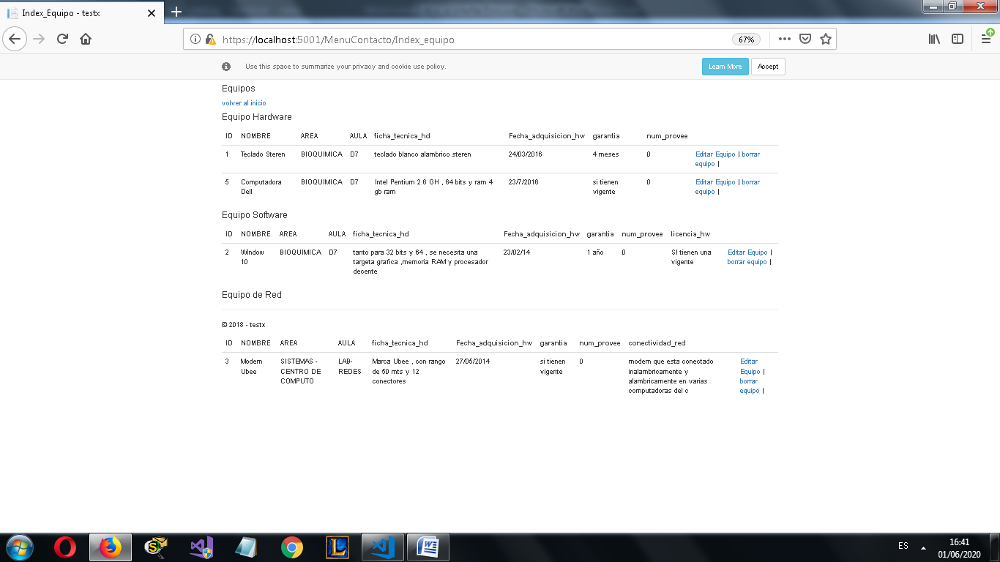 Index_Equipo - testx
https://localhost:5001/MenuContacto/Index_equipo
67%
Use this space to summarize your privacy and cookie use policy.
Learn More
Accept
Equipos
volver al inicio
Equipo Hardware
ID NOMBRE AREA AULA ficha_tecnica_hd Fecha_adquisicion_hw garantia num_provee
1 Teclado Steren BIOQUIMICA D7 teclado blanco alambrico steren 24/03/2016 4 meses 0 Editar Equipo | borrar
equipo |
5 Computadora BIOQUIMICA D7 Intel Pentium 2.6 GH , 64 bits y ram 4 23/7/2016 si tienen 0 Editar Equipo | borrar
Dell gb ram vigente equipo |
Equipo Software
ID NOMBRE AREA AULA ficha_tecnica_hd Fecha_adquisicion_hw garantia num_provee licencia_hw
2 Window BIOQUIMICA D7 tanto para 32 bits y 64 , se necesita una 23/02/14 1 año 0 SI tienen una Editar Equipo |
10 targeta grafica ,memoria RAM y procesador vigente borrar equipo |
decente
Equipo de Red
© 2018 - testx
ID NOMBRE AREA AULA ficha_tecnica_hd Fecha_adquisicion_hw garantia num_provee conectividad_red
3 Modem SISTEMAS - LAB- Marca Ubee , con rango 27/05/2014 si tienen 0 modem que esta conectado Editar
Ubee CENTRO DE REDES de 50 mts y 12 vigente inalambricamente y Equipo |
COMPUTO conectores alambricamente en varias borrar
computadoras del c equipo |
ES
16:41
01/06/2020